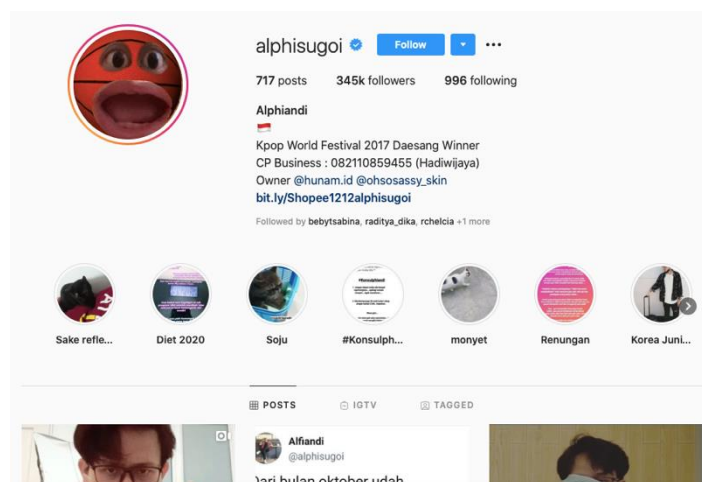 alphisugoi
Follow
717 posts 345k followers 996 following
Alphiandi
Kpop World Festival 2017 Daesang Winner
CP Business : 082110859455 (Hadiwijaya)
Owner @hunam.id @ohsosassy_skin
bit.ly/Shopee1212alphisugoi
Followed by bebytsabina, raditya_dika, rchelcia +1 more
Sake refle... Diet 2020 Soju #Konsulph... monyet Renungan Korea Juni...
POSTS IGTV TAGGED
Alfiandi
@alphisugoi
Dari bulan oktober udah